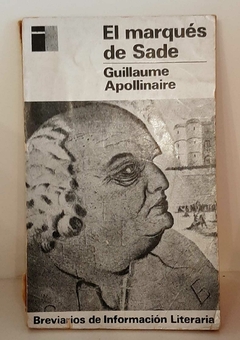 El marqués
de Sade
Guillaume
Apollinaire
Breviarios de Información Literaria